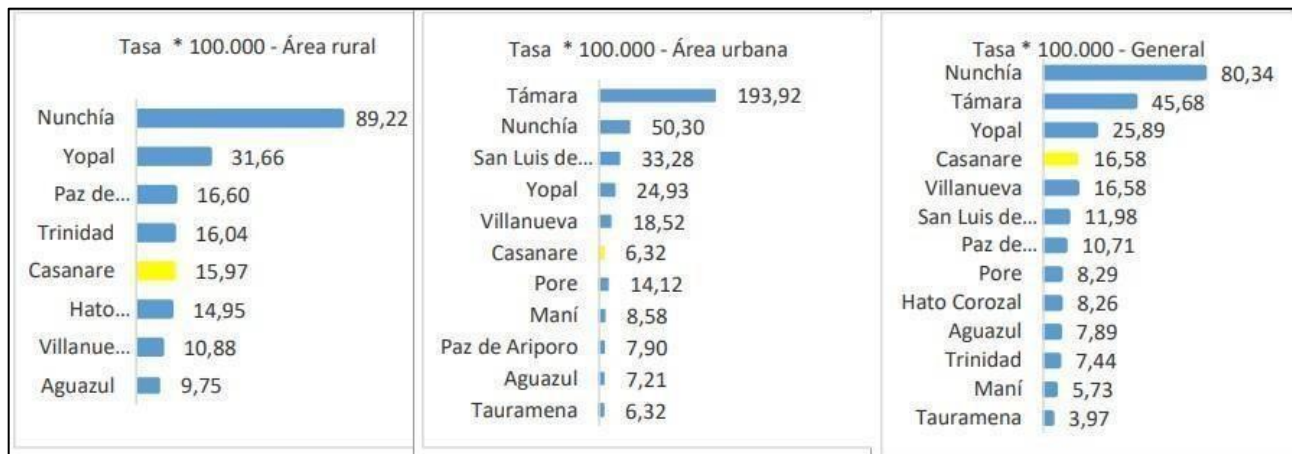 Tasa * 100.000 - Área rural
Nunchía 89,22
Yopal 31,66
Paz de... 16,60
Trinidad 16,04
Casanare 15,97
Hato... 14,95
Villanue... 10,88
Aguazul 9,75
Tasa * 100.000 - Área urbana
Támara 193,92
Nunchía 50,30
San Luis de... 33,28
Yopal 24,93
Villanueva 18,52
Casanare 6,32
Pore 14,12
Maní 8,58
Paz de Ariporo 7,90
Aguazul 7,21
Tauramena 6,32
Tasa * 100.000 - General
Nunchía 80,34
Támara 45,68
Yopal 25,89
Casanare 16,58
Villanueva 16,58
San Luis de... 11,98
Paz de... 10,71
Pore 8,29
Hato Corozal 8,26
Aguazul 7,89
Trinidad 7,44
Maní 5,73
Tauramena 3,97